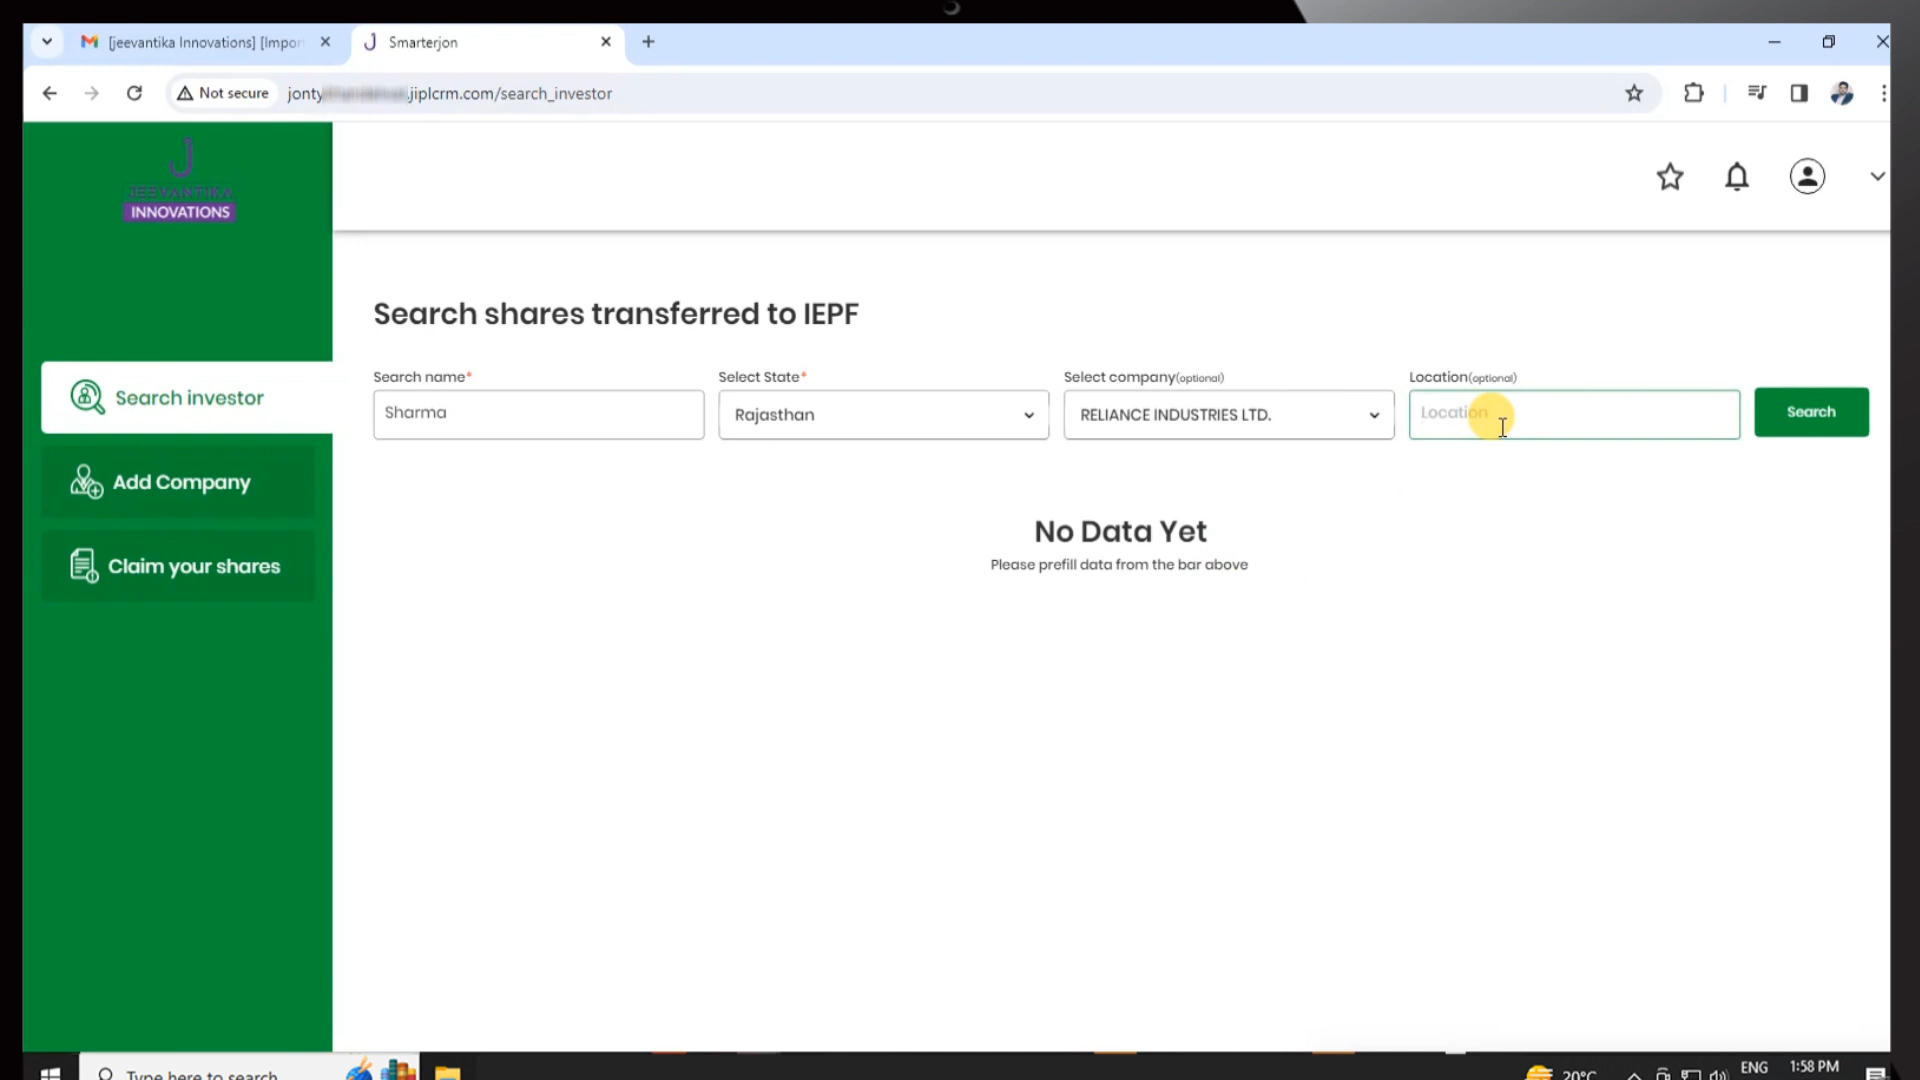 [jeevantika Innovations] [Impor
Smarterjon
Not secure
jonty
.jiplcrm.com/search_investor
J
JEEVANTIKA
INNOVATIONS
Search investor
Add Company
Claim your shares
Search shares transferred to IEPF
Search name*
Select State*
Select company(optional)
Location(optional)
Sharma
Rajasthan
RELIANCE INDUSTRIES LTD.
Location
Search
No Data Yet
Please prefill data from the bar above
Type here to search
20°C
ENG
1:58 PM